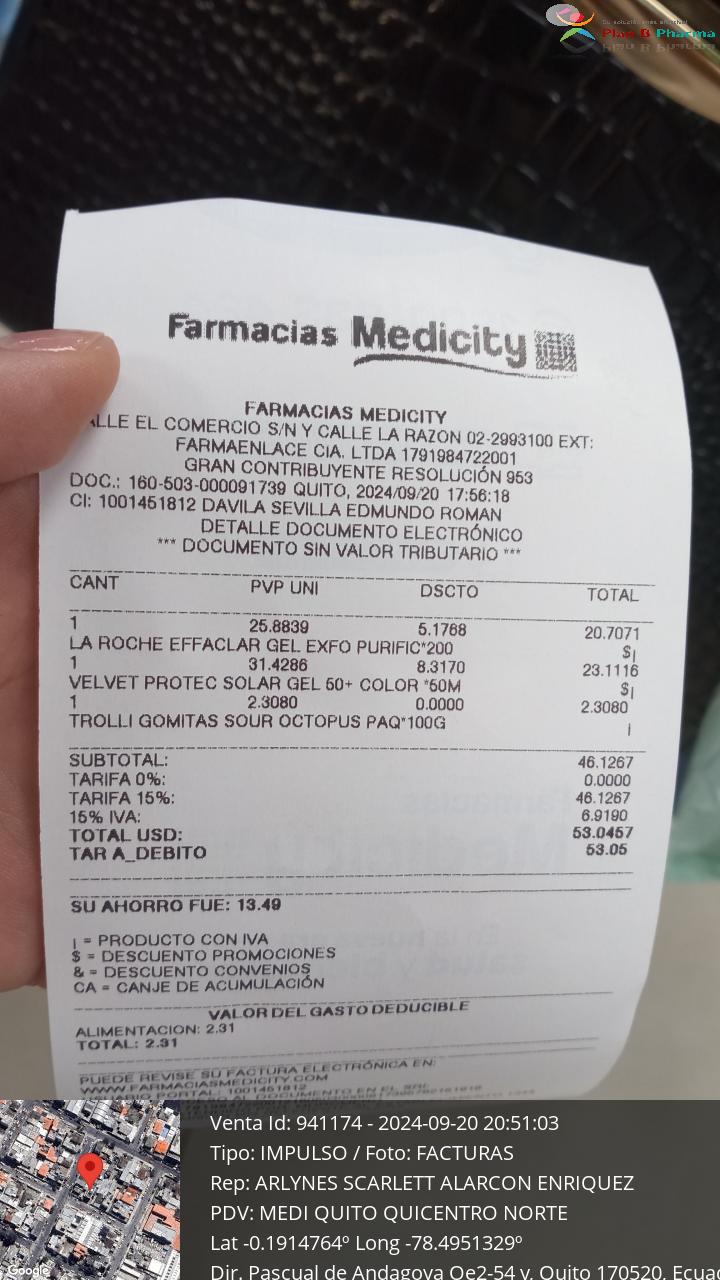 Plan B Pharma
Farmacias Medicity
FARMACIAS MEDICITY
ALLE EL COMERCIO S/N Y CALLE LA RAZON 02-2993100 EXT:
FARMAENLACE CIA. LTDA 1791984722001
GRAN CONTRIBUYENTE RESOLUCIÓN 953
DOC.: 160-503-000091739 QUITO, 2024/09/20 17:56:18
CI: 1001451812 DAVILA SEVILLA EDMUNDO ROMAN
DETALLE DOCUMENTO ELECTRÓNICO
*** DOCUMENTO SIN VALOR TRIBUTARIO ***
CANT PVP UNI DSCTO TOTAL
1 25.8839 5.1768 20.7071
LA ROCHE EFFACLAR GEL EXFO PURIFIC*200 $¡
1 31.4286 8.3170 23.1116
VELVET PROTEC SOLAR GEL 50+ COLOR *50M $¡
1 2.3080 0.0000 2.3080
TROLLI GOMITAS SOUR OCTOPUS PAQ*100G ¡
SUBTOTAL: 46.1267
TARIFA 0%: 0.0000
TARIFA 15%: 46.1267
15% IVA: 6.9190
TOTAL USD: 53.0457
TAR A_DEBITO 53.05
SU AHORRO FUE: 13.49
¡ = PRODUCTO CON IVA
$ = DESCUENTO PROMOCIONES
& = DESCUENTO CONVENIOS
CA = CANJE DE ACUMULACIÓN
VALOR DEL GASTO DEDUCIBLE
ALIMENTACION: 2.31
TOTAL: 2.31
PUEDE REVISE SU FACTURA ELECTRÓNICA EN:
WWW.FARMACIASMEDICITY.COM
USUARIO PORTAL: 1001451812
Venta Id: 941174 - 2024-09-20 20:51:03
Tipo: IMPULSO / Foto: FACTURAS
Rep: ARLYNES SCARLETT ALARCON ENRIQUEZ
PDV: MEDI QUITO QUICENTRO NORTE
Lat -0.1914764º Long -78.4951329º
Dir. Pascual de Andagoya Oe2-54 y, Quito 170520, Ecua
Google